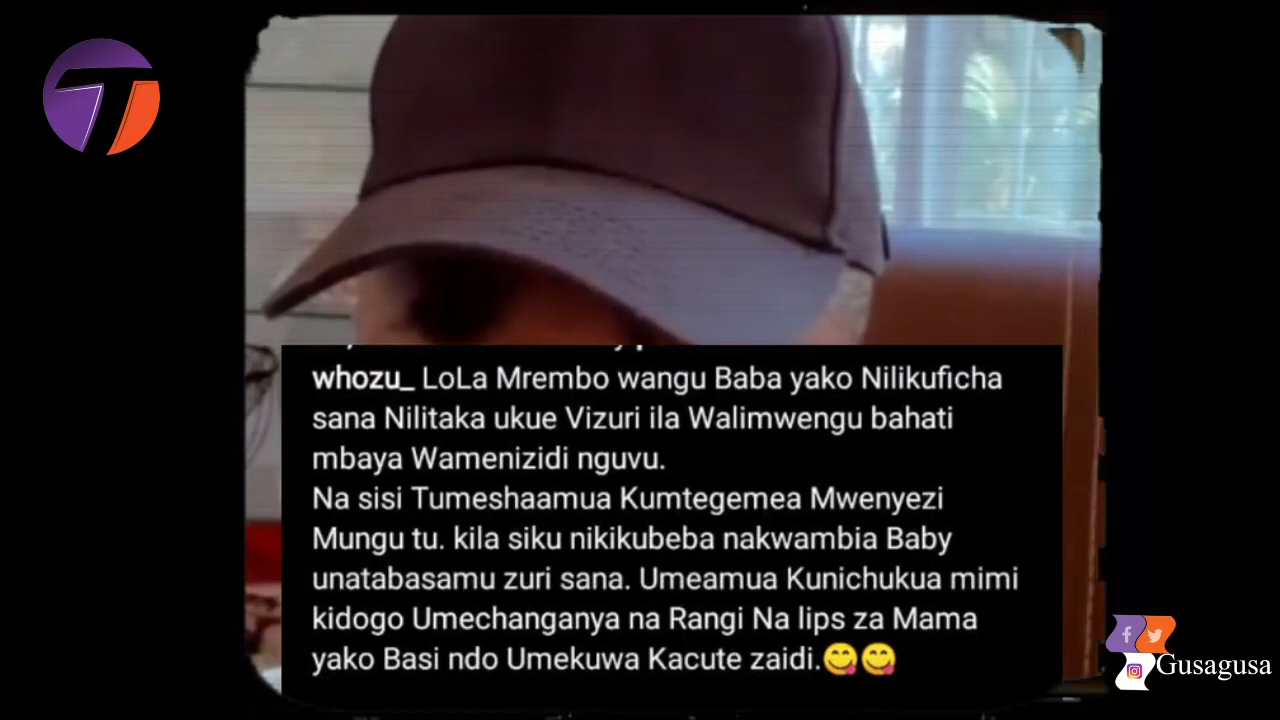 whozu_ LoLa Mrembo wangu Baba yako Nilikuficha
sana Nilitaka ukue Vizuri ila Walimwengu bahati
mbaya Wamenizidi nguvu.
Na sisi Tumeshaamua Kumtegemea Mwenyezi
Mungu tu. kila siku nikikubeba nakwambia Baby
unatabasamu zuri sana. Umeamua Kunichukua mimi
kidogo Umechanganya na Rangi Na lips za Mama
yako Basi ndo Umekuwa Kacute zaidi.😋😋
Gusagusa